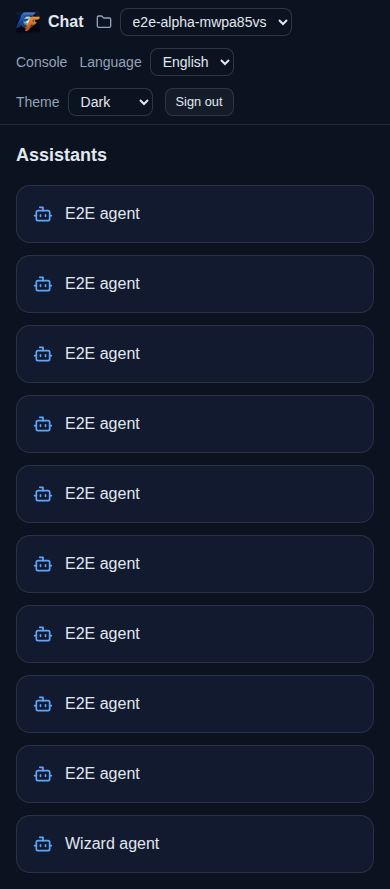 Chat e2e-alpha-mwpa85vs
Console Language English
Theme Dark Sign out
Assistants
E2E agent
E2E agent
E2E agent
E2E agent
E2E agent
E2E agent
E2E agent
E2E agent
E2E agent
Wizard agent